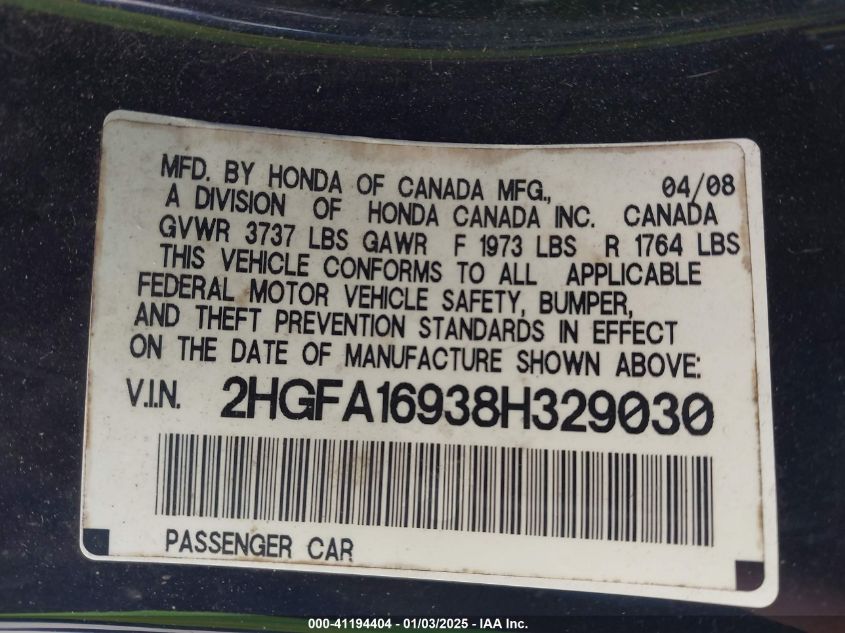 MFD. BY HONDA OF CANADA MFG., 04/08
A DIVISION OF HONDA CANADA INC. CANADA
GVWR 3737 LBS GAWR F 1973 LBS R 1764 LBS
THIS VEHICLE CONFORMS TO ALL APPLICABLE
FEDERAL MOTOR VEHICLE SAFETY, BUMPER,
AND THEFT PREVENTION STANDARDS IN EFFECT
ON THE DATE OF MANUFACTURE SHOWN ABOVE:
V.I.N. 2HGFA16938H329030
PASSENGER CAR
000-41194404 - 01/03/2025 - IAA Inc.